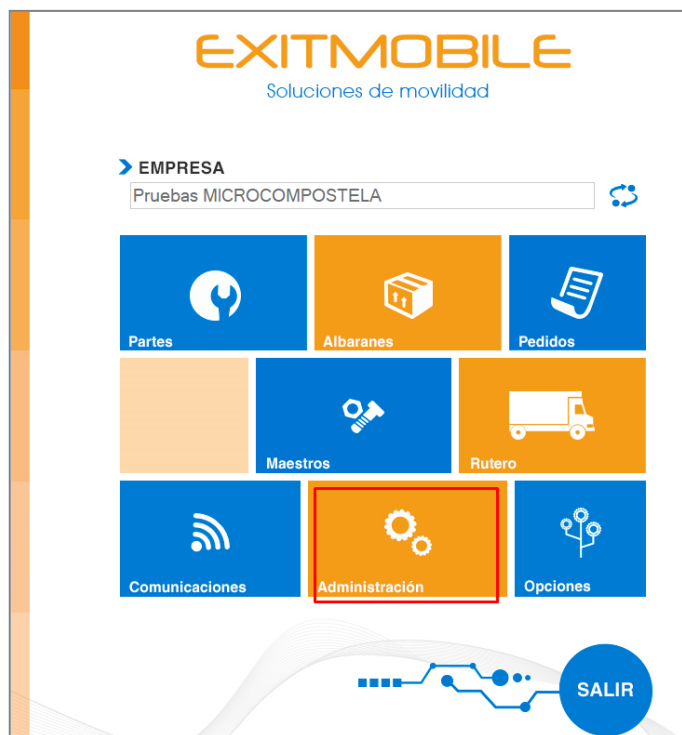 EXITMOBILE
Soluciones de movilidad
EMPRESA
Pruebas MICROCOMPOSTELA
Partes
Albaranes
Pedidos
Maestros
Rutero
Comunicaciones
Administración
Opciones
SALIR